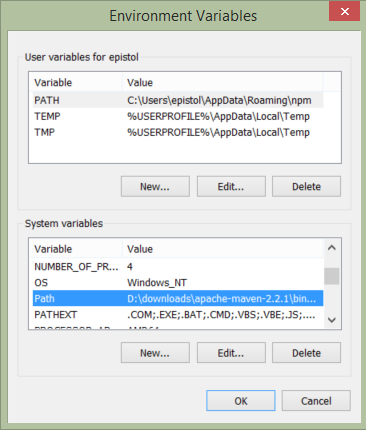 Environment Variables
User variables for epistol
Variable Value
PATH C:\Users\epistol\AppData\Roaming\npm
TEMP %USERPROFILE%\AppData\Local\Temp
TMP %USERPROFILE%\AppData\Local\Temp
New... Edit... Delete
System variables
Variable Value
NUMBER_OF_PR... 4
OS Windows_NT
Path D:\downloads\apache-maven-2.2.1\bin...
PATHEXT .COM;.EXE;.BAT;.CMD;.VBS;.VBE;.JS;....
New... Edit... Delete
OK Cancel